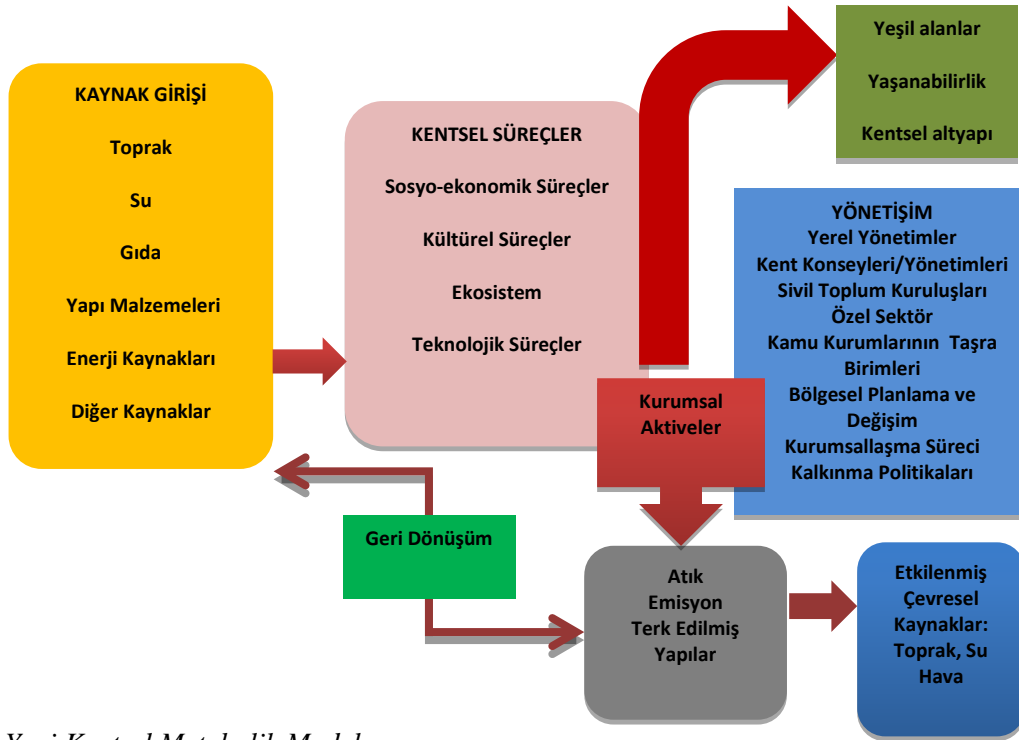 KAYNAK GİRİŞİ
Toprak
Su
Gıda
Yapı Malzemeleri
Enerji Kaynakları
Diğer Kaynaklar
KENTSEL SÜREÇLER
Sosyo-ekonomik Süreçler
Kültürel Süreçler
Ekosistem
Teknolojik Süreçler
Yeşil alanlar
Yaşanabilirlik
Kentsel altyapı
YÖNETİŞİM
Yerel Yönetimler
Kent Konseyleri/Yönetimleri
Sivil Toplum Kuruluşları
Özel Sektör
Kamu Kurumlarının Taşra
Birimleri
Bölgesel Planlama ve
Değişim
Kurumsallaşma Süreci
Kalkınma Politikaları
Kurumsal
Aktiveler
Geri Dönüşüm
Atık
Emisyon
Terk Edilmiş
Yapılar
Etkilenmiş
Çevresel
Kaynaklar:
Toprak, Su
Hava